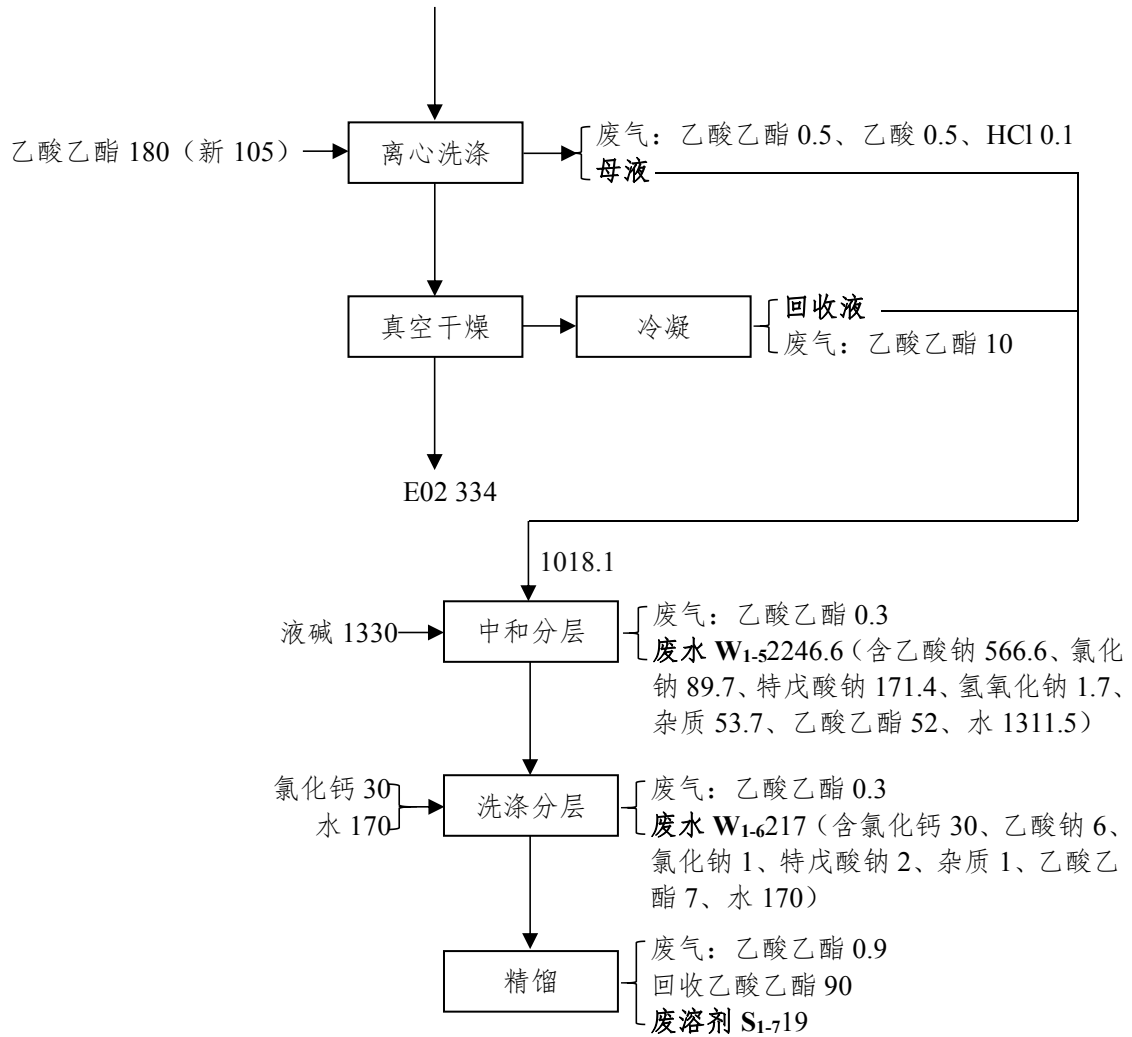 乙酸乙酯 180（新 105）
离心洗涤
废气：乙酸乙酯 0.5、乙酸 0.5、HCl 0.1
母液
真空干燥
冷凝
回收液
废气：乙酸乙酯 10
E02 334
1018.1
液碱 1330
中和分层
废气：乙酸乙酯 0.3
废水 W1-52246.6（含乙酸钠 566.6、氯化
钠 89.7、特戊酸钠 171.4、氢氧化钠 1.7、
杂质 53.7、乙酸乙酯 52、水 1311.5）
氯化钙 30
水 170
洗涤分层
废气：乙酸乙酯 0.3
废水 W1-6217（含氯化钙 30、乙酸钠 6、
氯化钠 1、特戊酸钠 2、杂质 1、乙酸乙
酯 7、水 170）
精馏
废气：乙酸乙酯 0.9
回收乙酸乙酯 90
废溶剂 S1-719